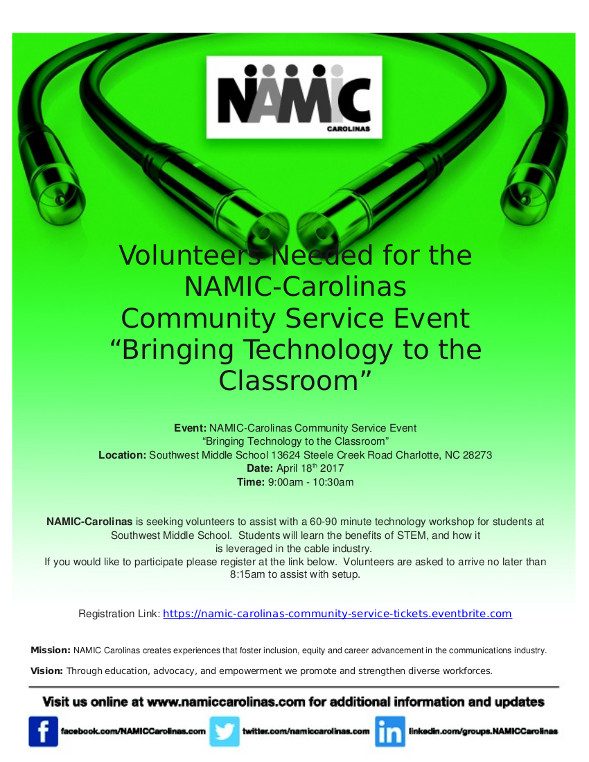 NAMIC
CAROLINAS
Volunteers Needed for the
NAMIC-Carolinas
Community Service Event
“Bringing Technology to the
Classroom”
Event: NAMIC-Carolinas Community Service Event
“Bringing Technology to the Classroom”
Location: Southwest Middle School 13624 Steele Creek Road Charlotte, NC 28273
Date: April 18th 2017
Time: 9:00am - 10:30am
NAMIC-Carolinas is seeking volunteers to assist with a 60-90 minute technology workshop for students at
Southwest Middle School. Students will learn the benefits of STEM, and how it
is leveraged in the cable industry.
If you would like to participate please register at the link below. Volunteers are asked to arrive no later than
8:15am to assist with setup.
Registration Link: https://namic-carolinas-community-service-tickets.eventbrite.com
Mission: NAMIC Carolinas creates experiences that foster inclusion, equity and career advancement in the communications industry.
Vision: Through education, advocacy, and empowerment we promote and strengthen diverse workforces.
Visit us online at www.namiccarolinas.com for additional information and updates
facebook.com/NAMICCarolinas.com twitter.com/namiccarolinas.com linkedin.com/groups.NAMICCarolinas